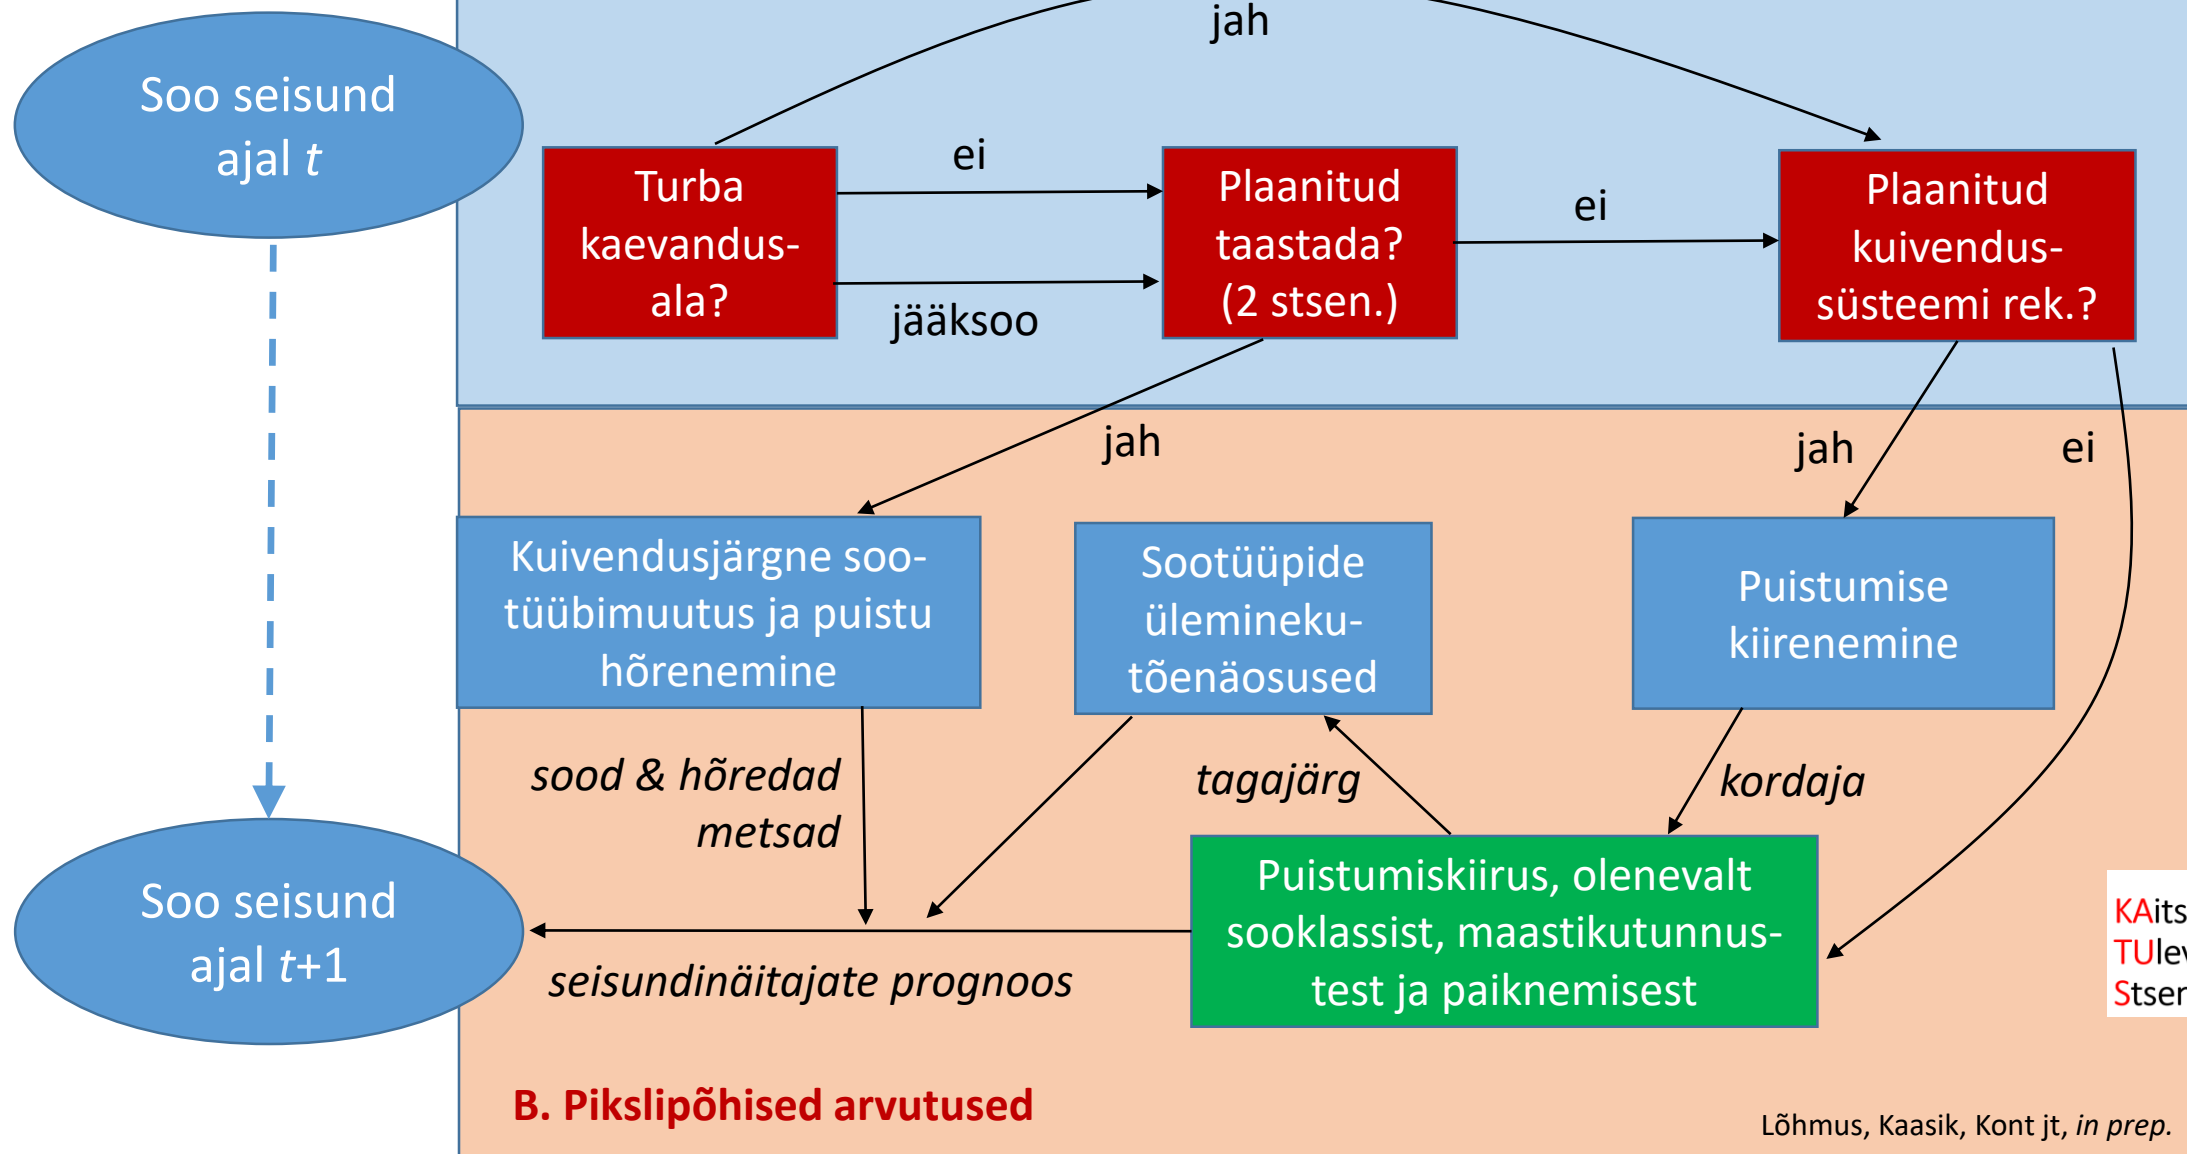 jah
Soo seisund
ajal t
Turba
kaevandus-
ala?
ei
jääksoo
Plaanitud
taastada?
(2 stsen.)
ei
Plaanitud
kuivendus-
süsteemi rek.?
jah
jah
ei
Kuivendusjärgne soo-
tüübimuutus ja puistu
hõrenemine
Sootüüpide
ülemineku-
tõenäosused
Puistumise
kiirenemine
sood & hõredad
metsad
tagajärg
kordaja
Soo seisund
ajal t+1
seisundinäitajate prognoos
Puistumiskiirus, olenevalt
sooklassist, maastikutunnus-
test ja paiknemisest
KAits
TUlev
Stsen
B. Pikslipõhised arvutused
Lõhmus, Kaasik, Kont jt, in prep.